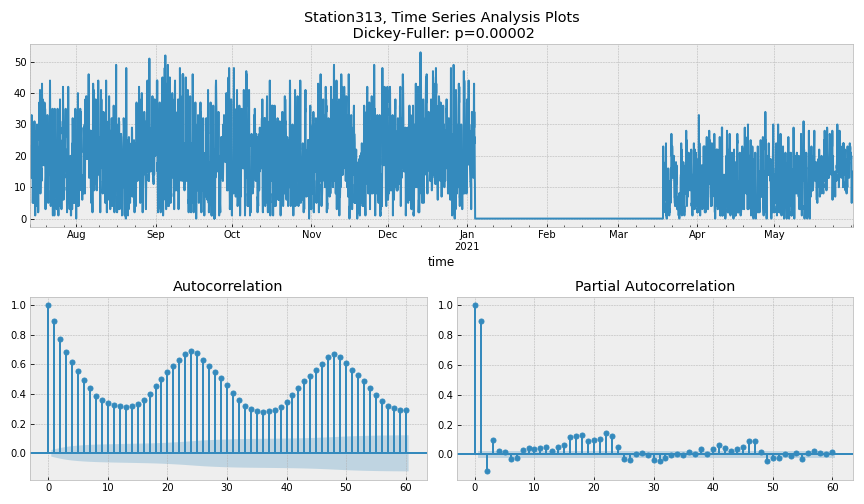 Station313, Time Series Analysis Plots
Dickey-Fuller: p=0.00002
50
40
30
20
10
0
Aug Sep Oct Nov Dec Jan Feb Mar Apr May
2021
time
Autocorrelation
1.0
0.8
0.6
0.4
0.2
0.0
0 10 20 30 40 50 60
Partial Autocorrelation
1.0
0.8
0.6
0.4
0.2
0.0
0 10 20 30 40 50 60